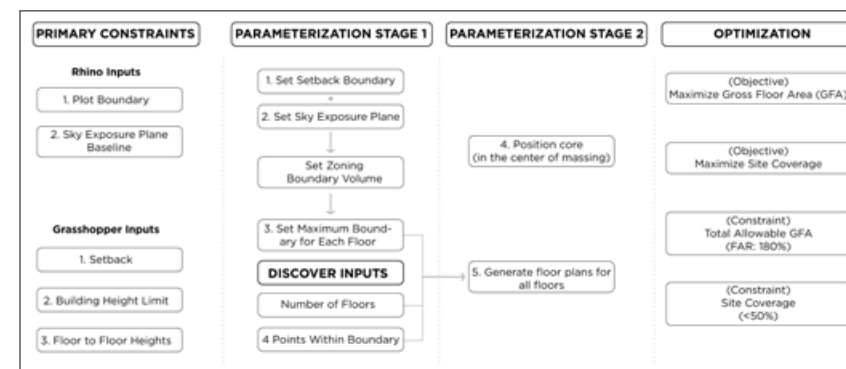 PRIMARY CONSTRAINTS
Rhino Inputs
1. Plot Boundary
2. Sky Exposure Plane
Baseline
Grasshopper Inputs
1. Setback
2. Building Height Limit
3. Floor to Floor Heights
PARAMETERIZATION STAGE 1
1. Set Setback Boundary
2. Set Sky Exposure Plane
Set Zoning
Boundary Volume
3. Set Maximum Bound-
ary for Each Floor
DISCOVER INPUTS
Number of Floors
4 Points Within Boundary
PARAMETERIZATION STAGE 2
4. Position core
(in the center of massing)
5. Generate floor plans for
all floors
OPTIMIZATION
(Objective)
Maximize Gross Floor Area (GFA)
(Objective)
Maximize Site Coverage
(Constraint)
Total Allowable GFA
(FAR: 180%)
(Constraint)
Site Coverage
(<50%)